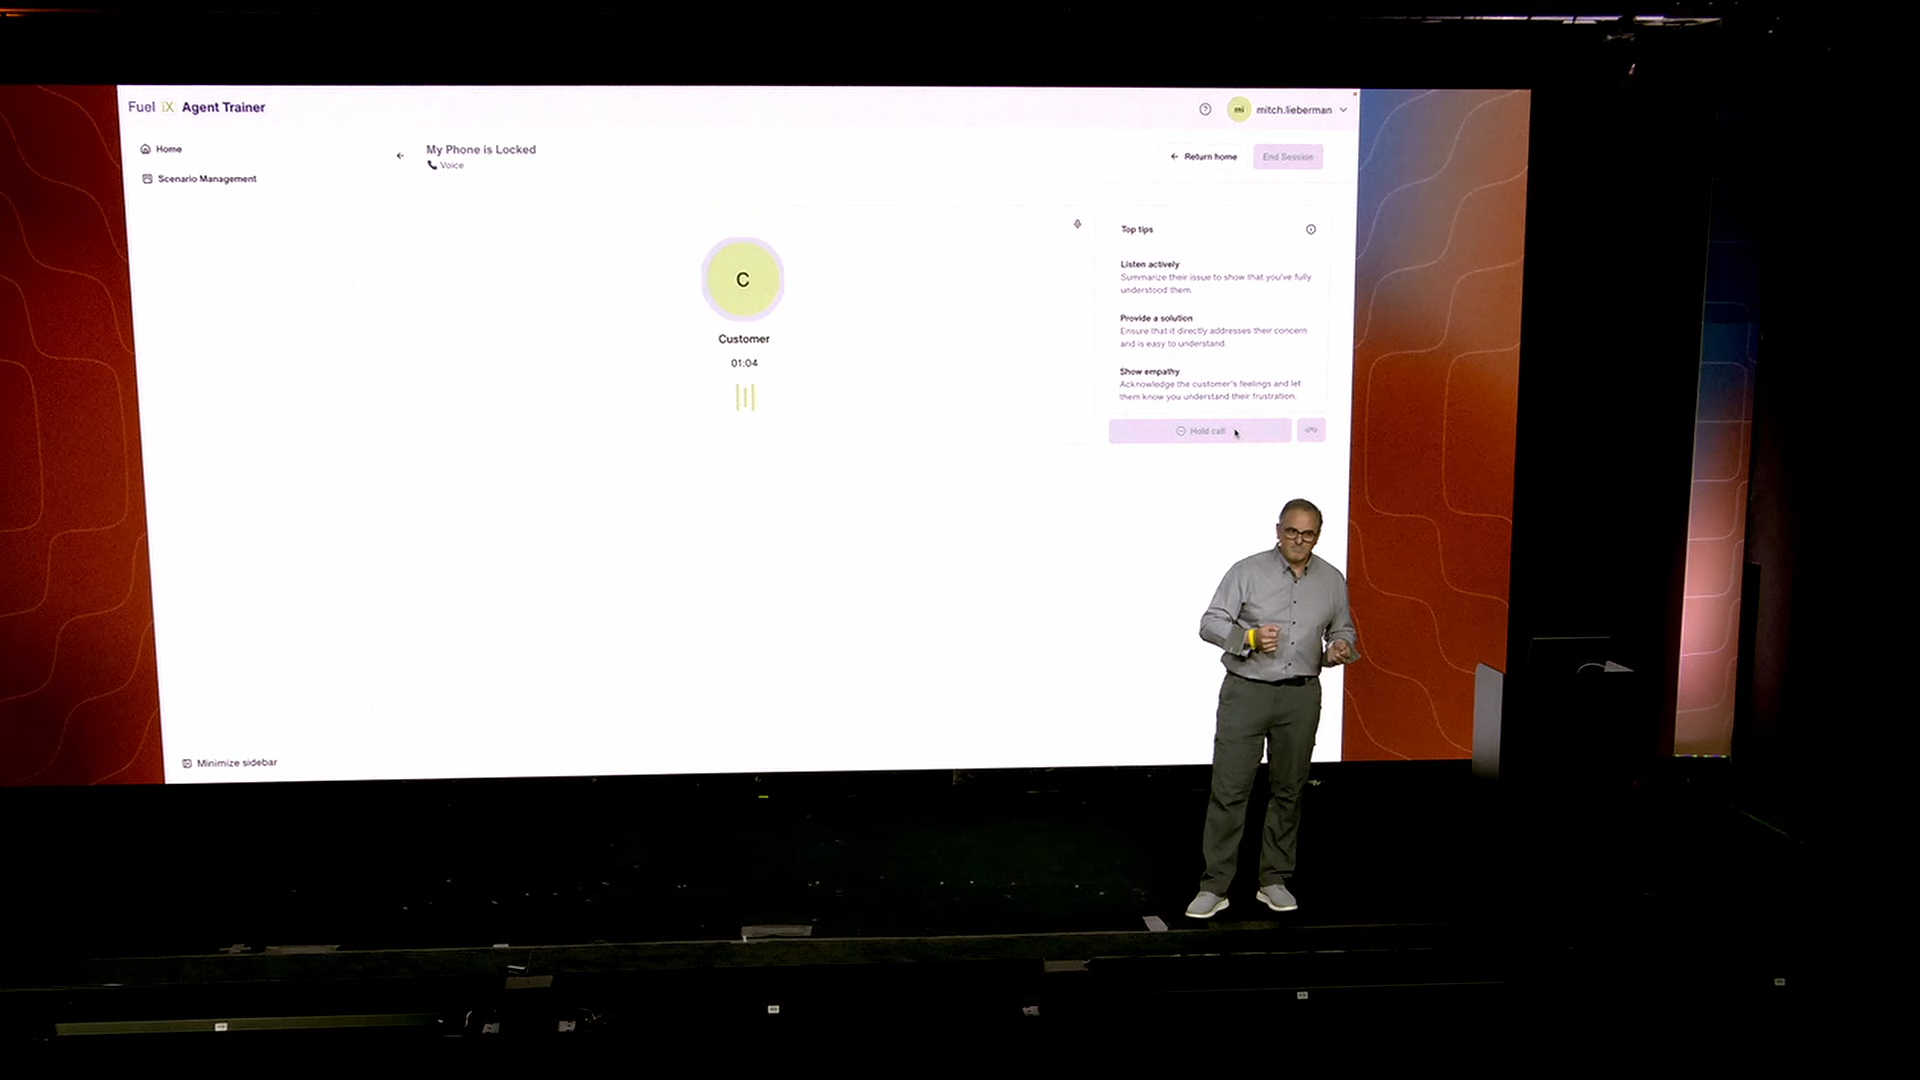 Fuel iX Agent Trainer
mi mitch.lieberman
Home
Scenario Management
My Phone is Locked
Voice
Return home
End Session
C
Customer
01:04
Top tips
Listen actively
Summarize their issue to show that you've fully
understood them.
Provide a solution
Ensure that it directly addresses their concern
and is easy to understand.
Show empathy
Acknowledge the customer's feelings and let
them know you understand their frustration.
Hold call
Minimize sidebar